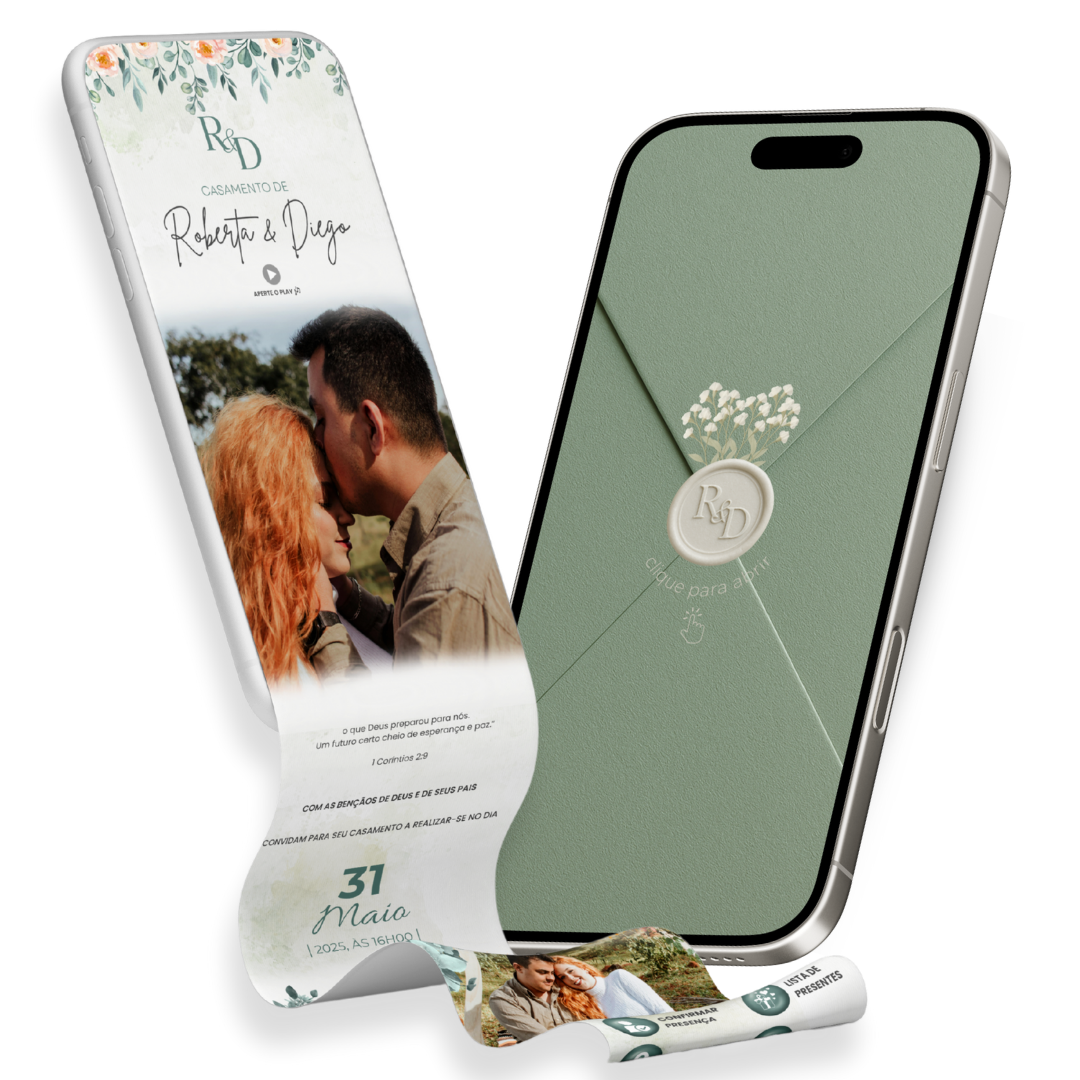 R&D
CASAMENTO DE
Roberta & Diego
APERTE O PLAY
o que Deus preparou para nós.
Um futuro certo cheio de esperança e paz."
1 Coríntios 2:9
COM AS BENÇÃOS DE DEUS E DE SEUS PAIS
CONVIDAM PARA SEU CASAMENTO A REALIZAR-SE NO DIA
31
Maio
| 2025, ÀS 16H00 |
CONFIRMAR
PRESENÇA
LISTA DE
PRESENTES
R&D
clique para abrir